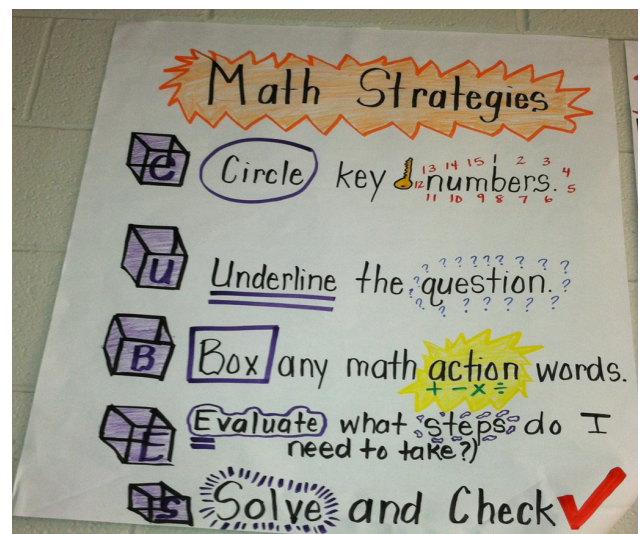 Math Strategies
C Circle key numbers.
13 14 15 1 2 3 4 5 6 7 8 9 10 11 12
U Underline the question.
? ? ? ? ? ? ? ? ? ? ? ? ? ? ? ? ? ?
B Box any math action words.
+ - x ÷
E Evaluate what steps do I
need to take?)
S Solve and Check